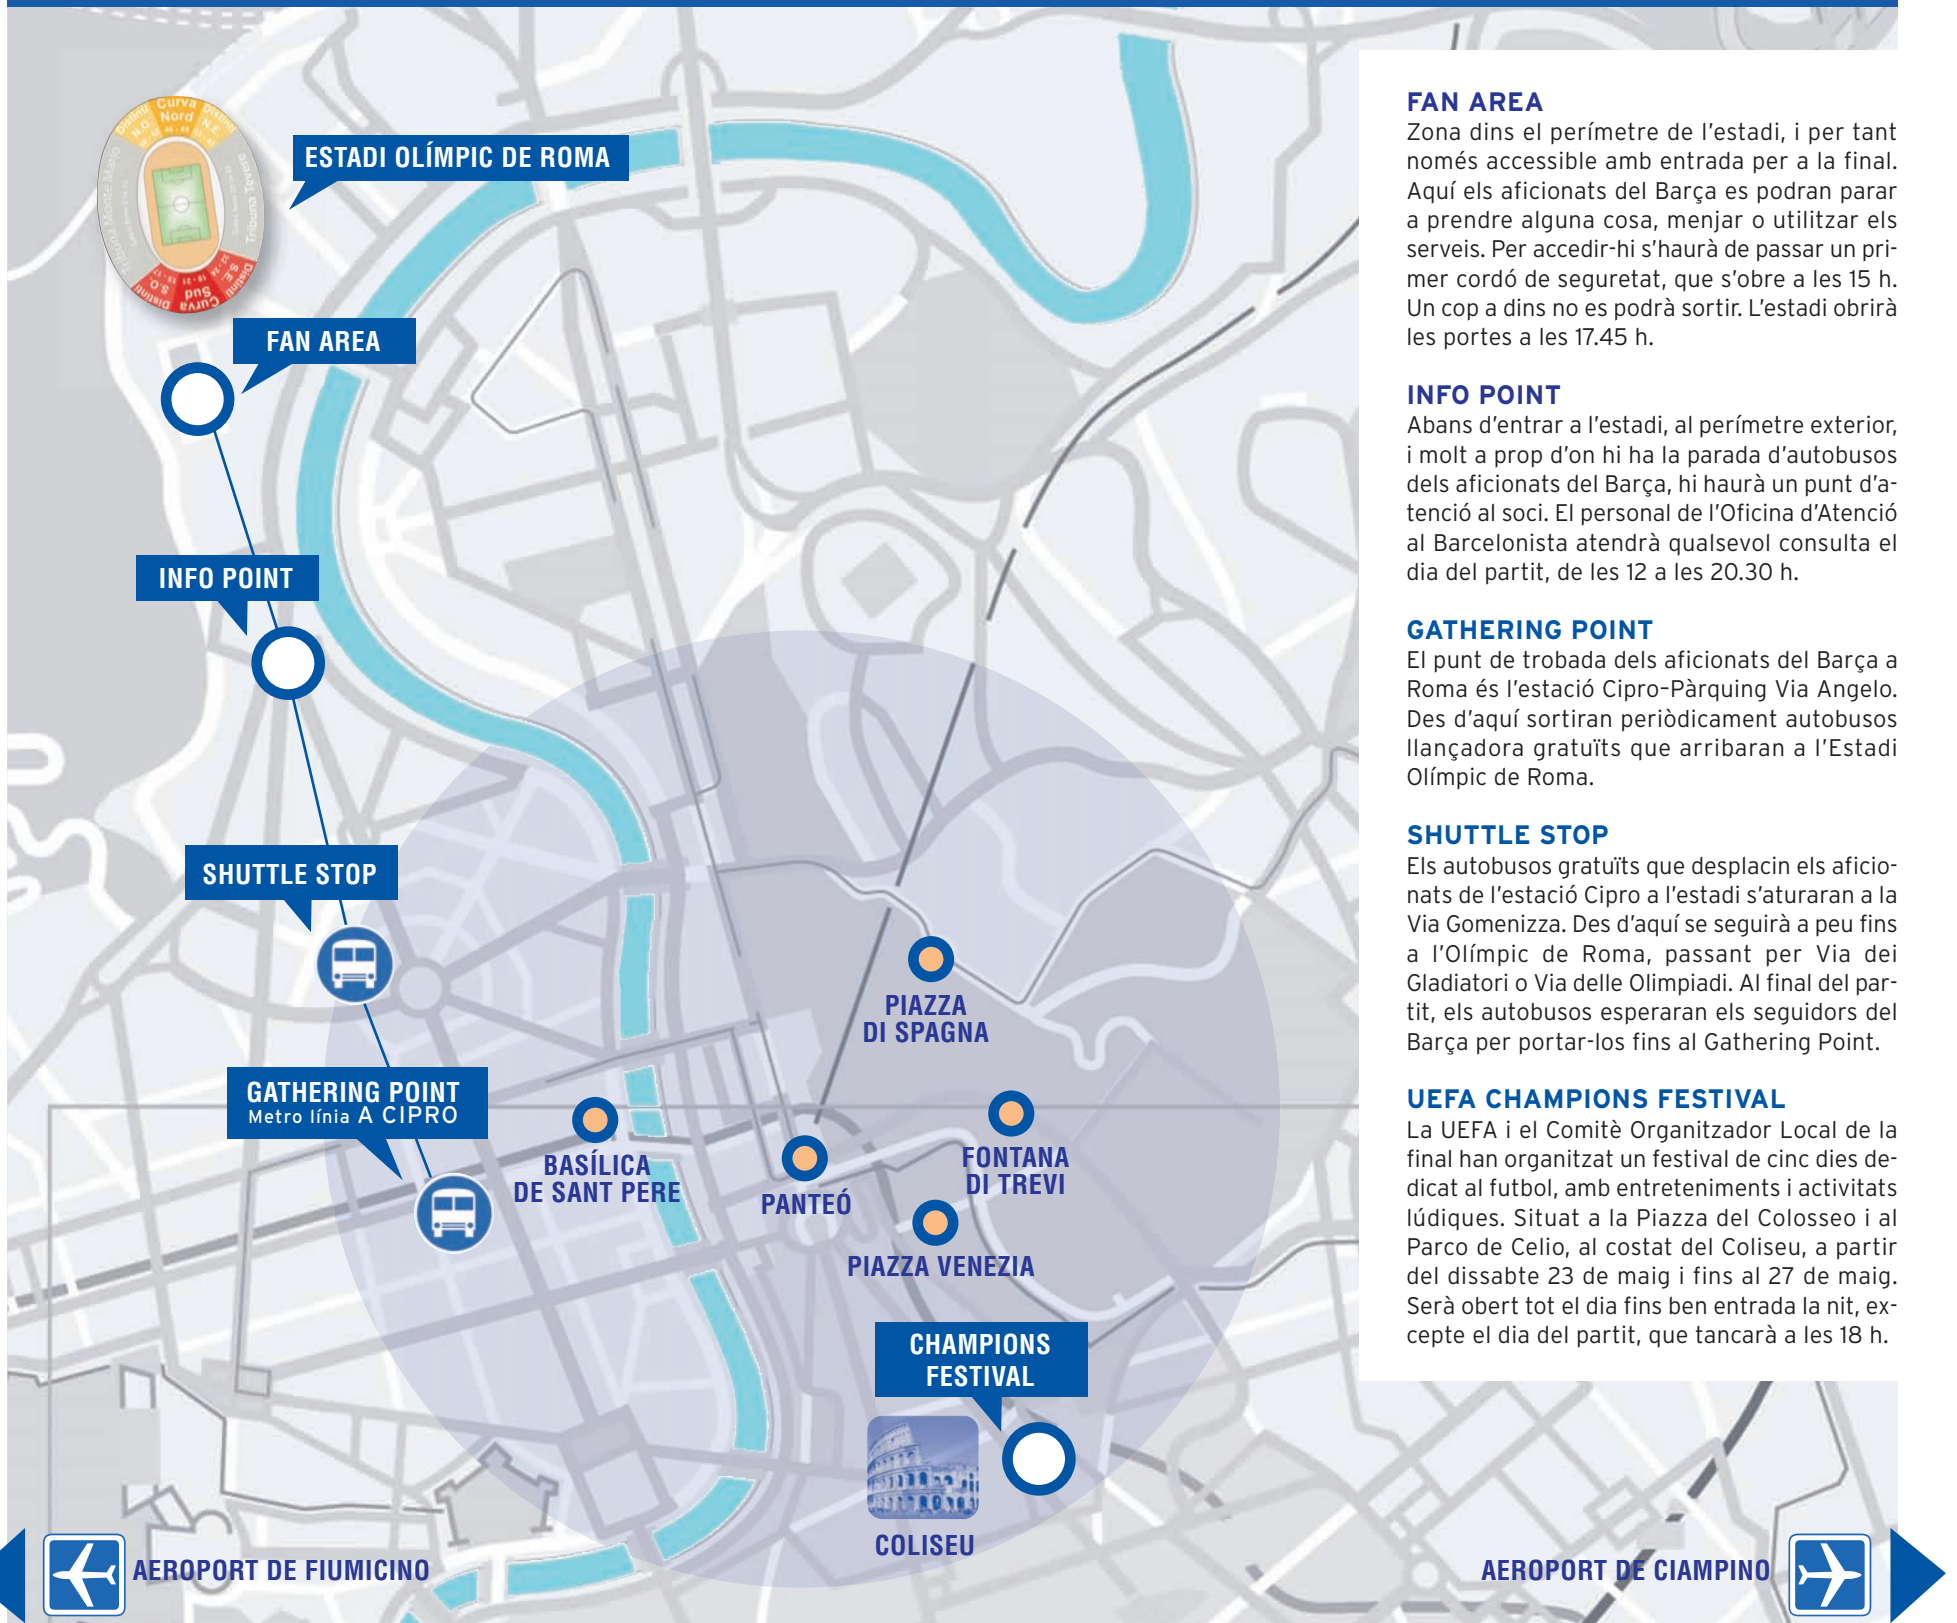 Curva
Nord
Distinti
N.O.
Distinti
N.E.
Tribuna Monte Mario
Tribuna Tevere
Distinti
S.O.
Curva
Sud
Distinti
S.E.
ESTADI OLÍMPIC DE ROMA
FAN AREA
INFO POINT
SHUTTLE STOP
GATHERING POINT
Metro línia A CIPRO
PIAZZA
DI SPAGNA
BASÍLICA
DE SANT PERE
PANTEÓ
FONTANA
DI TREVI
PIAZZA VENEZIA
CHAMPIONS
FESTIVAL
COLISEU
AEROPORT DE FIUMICINO
AEROPORT DE CIAMPINO
FAN AREA
Zona dins el perímetre de l'estadi, i per tant
només accessible amb entrada per a la final.
Aquí els aficionats del Barça es podran parar
a prendre alguna cosa, menjar o utilitzar els
serveis. Per accedir-hi s'haurà de passar un pri-
mer cordó de seguretat, que s'obre a les 15 h.
Un cop a dins no es podrà sortir. L'estadi obrirà
les portes a les 17.45 h.
INFO POINT
Abans d'entrar a l'estadi, al perímetre exterior,
i molt a prop d'on hi ha la parada d'autobusos
dels aficionats del Barça, hi haurà un punt d'a-
tenció al soci. El personal de l'Oficina d'Atenció
al Barcelonista atendrà qualsevol consulta el
dia del partit, de les 12 a les 20.30 h.
GATHERING POINT
El punt de trobada dels aficionats del Barça a
Roma és l'estació Cipro–Pàrquing Via Angelo.
Des d'aquí sortiran periòdicament autobusos
llançadora gratuïts que arribaran a l'Estadi
Olímpic de Roma.
SHUTTLE STOP
Els autobusos gratuïts que desplacin els aficio-
nats de l'estació Cipro a l'estadi s'aturaran a la
Via Gomenizza. Des d'aquí se seguirà a peu fins
a l'Olímpic de Roma, passant per Via dei
Gladiatori o Via delle Olimpiadi. Al final del par-
tit, els autobusos esperaran els seguidors del
Barça per portar-los fins al Gathering Point.
UEFA CHAMPIONS FESTIVAL
La UEFA i el Comitè Organitzador Local de la
final han organitzat un festival de cinc dies de-
dicat al futbol, amb entreteniments i activitats
lúdiques. Situat a la Piazza del Colosseo i al
Parco de Celio, al costat del Coliseu, a partir
del dissabte 23 de maig i fins al 27 de maig.
Serà obert tot el dia fins ben entrada la nit, ex-
cepte el dia del partit, que tancarà a les 18 h.